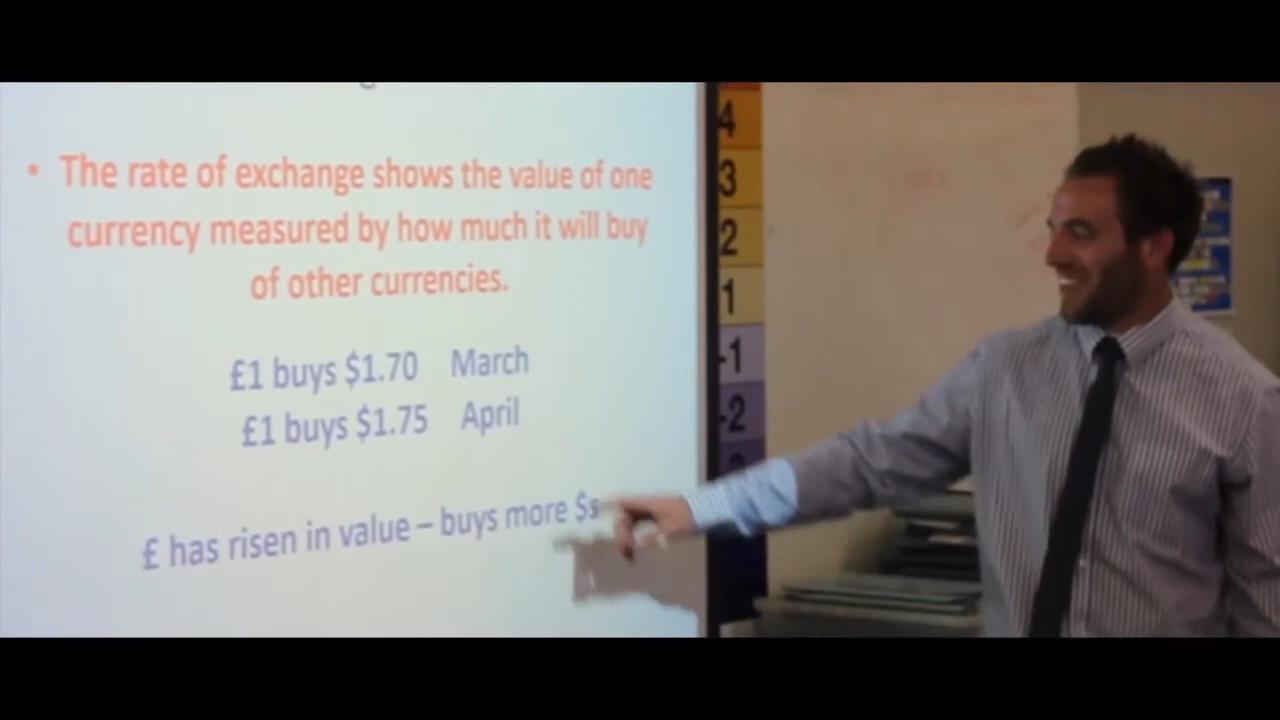 • The rate of exchange shows the value of one
currency measured by how much it will buy
of other currencies.
£1 buys $1.70 March
£1 buys $1.75 April
£ has risen in value – buys more $s
4
3
2
1
-1
-2